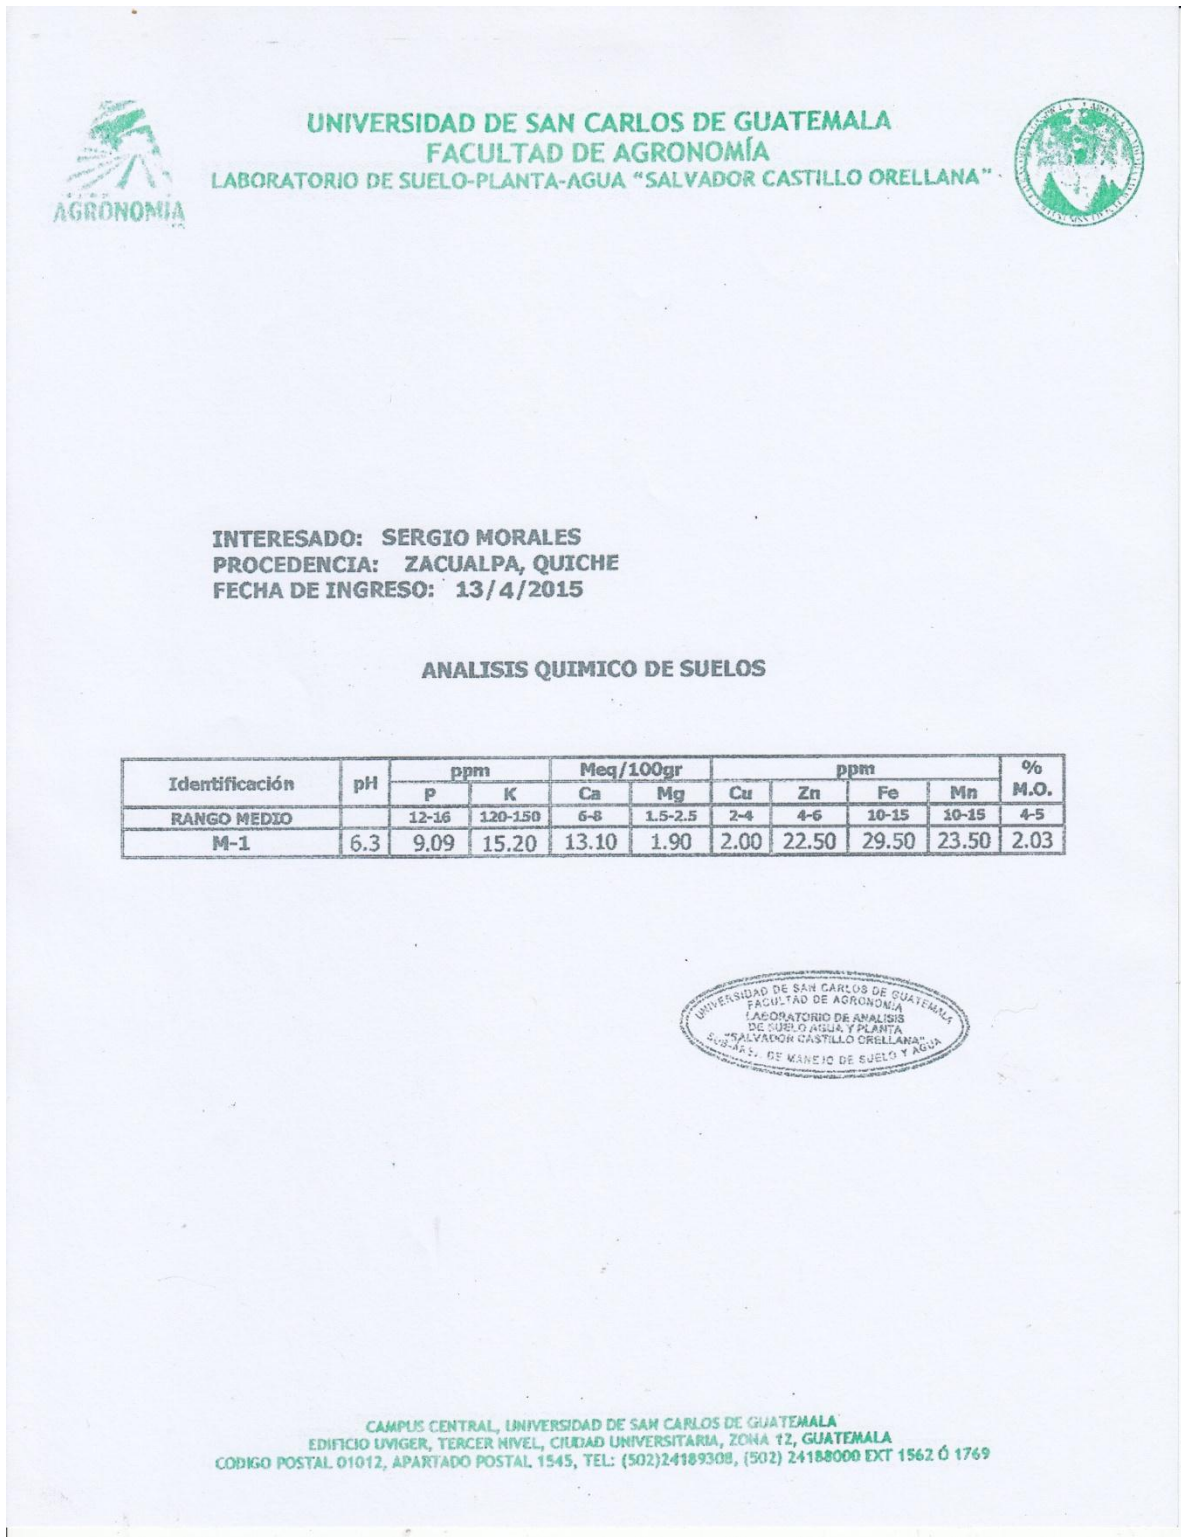 UNIVERSIDAD DE SAN CARLOS DE GUATEMALA
FACULTAD DE AGRONOMÍA
LABORATORIO DE SUELO-PLANTA-AGUA "SALVADOR CASTILLO ORELLANA"
AGRONOMIA
INTERESADO: SERGIO MORALES
PROCEDENCIA: ZACUALPA, QUICHE
FECHA DE INGRESO: 13/4/2015
ANALISIS QUIMICO DE SUELOS
Identificación pH ppm Meq/100gr ppm % M.O.
P K Ca Mg Cu Zn Fe Mn
RANGO MEDIO 12-16 120-150 6-8 1.5-2.5 2-4 4-6 10-15 10-15 4-5
M-1 6.3 9.09 15.20 13.10 1.90 2.00 22.50 29.50 23.50 2.03
UNIVERSIDAD DE SAN CARLOS DE GUATEMALA
FACULTAD DE AGRONOMIA
LABORATORIO DE ANALISIS
DE SUELO AGUA Y PLANTA
"SALVADOR CASTILLO ORELLANA"
DE MANEJO DE SUELO Y AGUA
CAMPUS CENTRAL, UNIVERSIDAD DE SAN CARLOS DE GUATEMALA
EDIFICIO UVIGER, TERCER NIVEL, CIUDAD UNIVERSITARIA, ZONA 12, GUATEMALA
CODIGO POSTAL 01012, APARTADO POSTAL 1545, TEL: (502)24189308, (502) 24188000 EXT 1562 Ó 1769